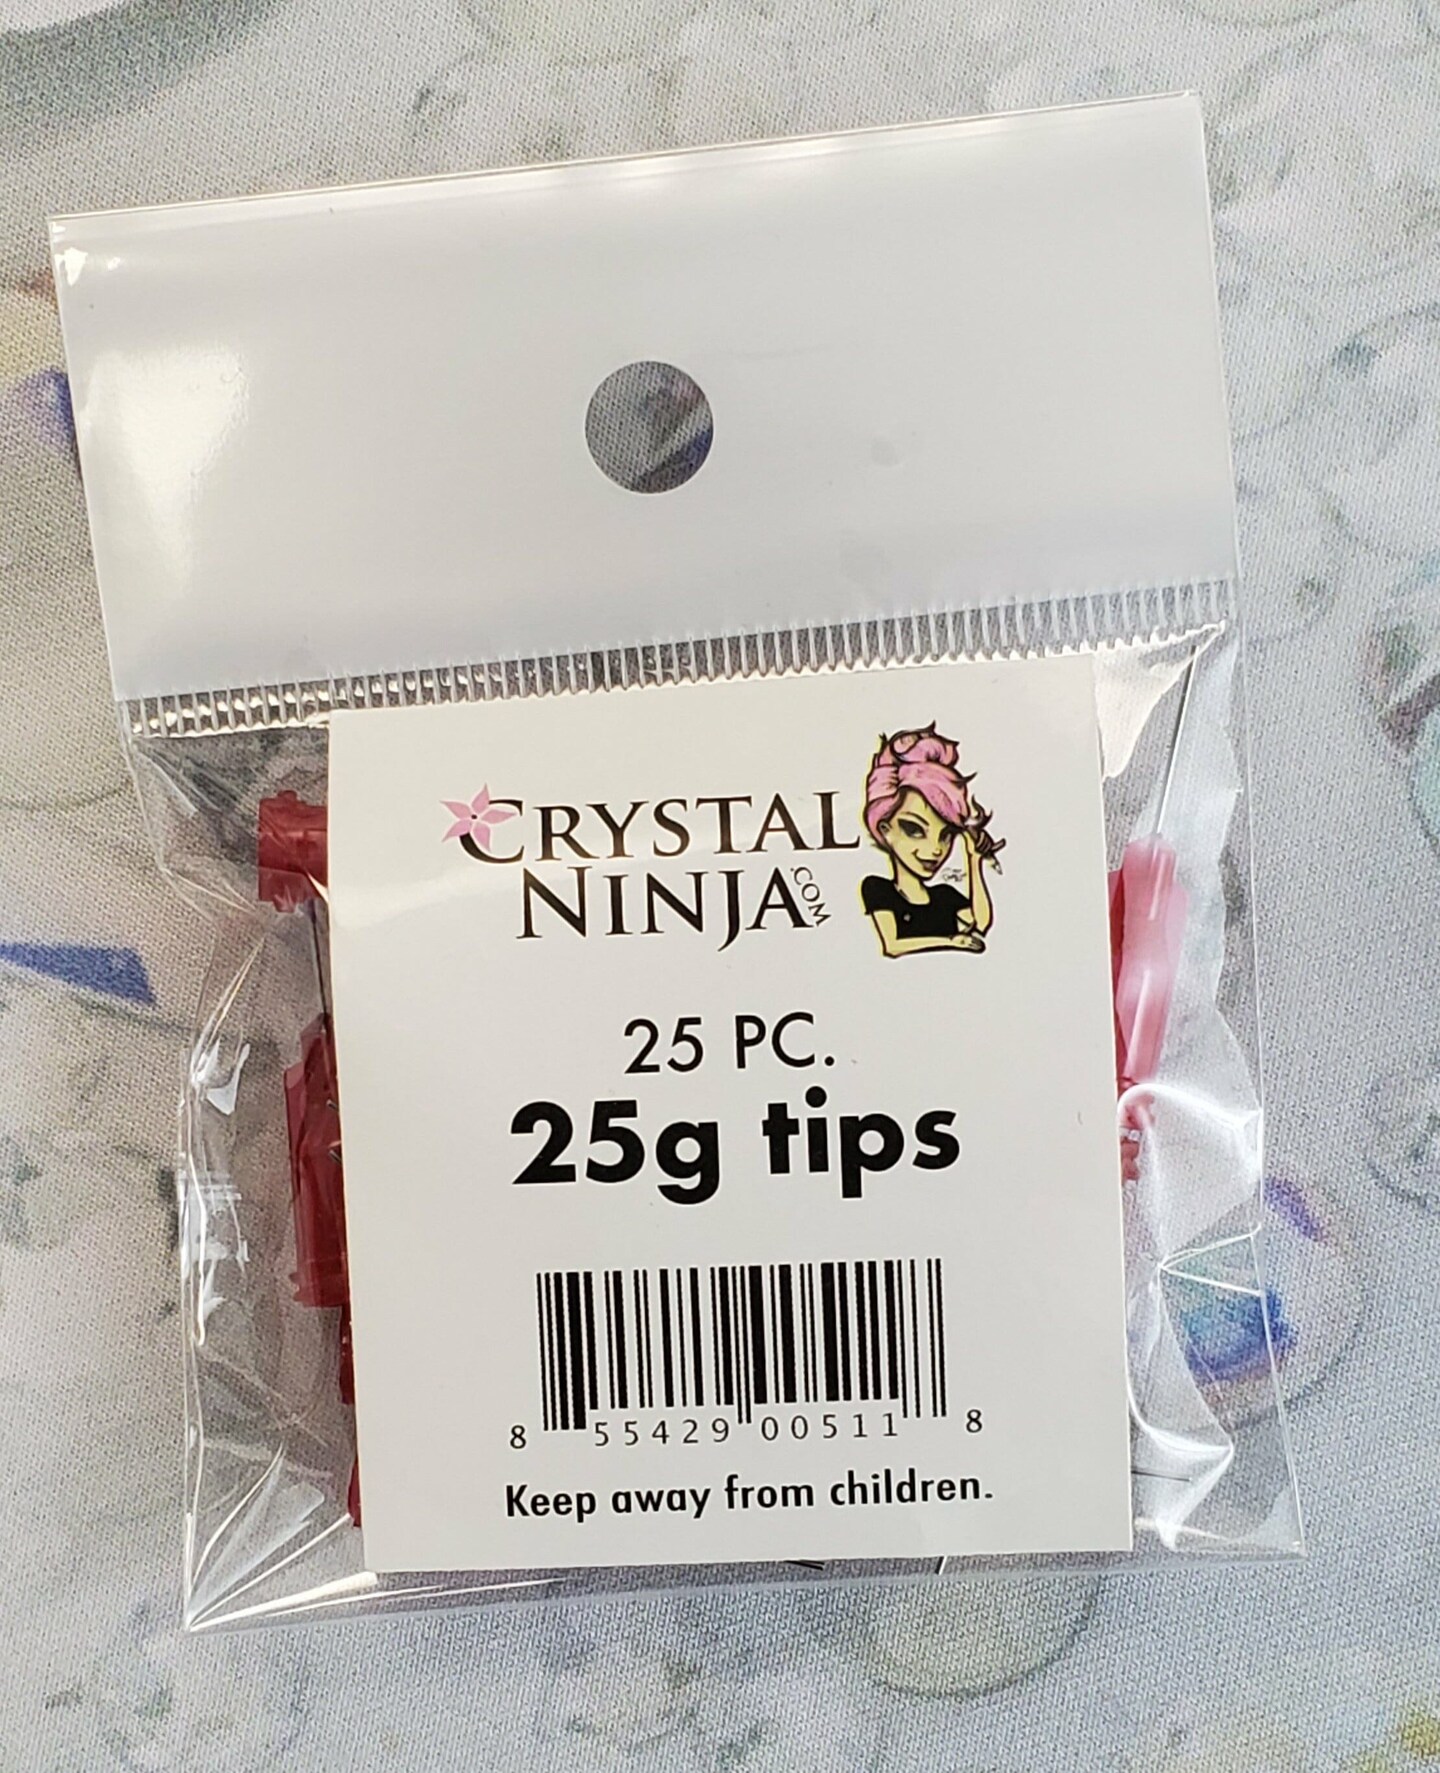 CRYSTAL
NINJA.COM
25 PC.
25g tips
8 55429 00511 8
Keep away from children.